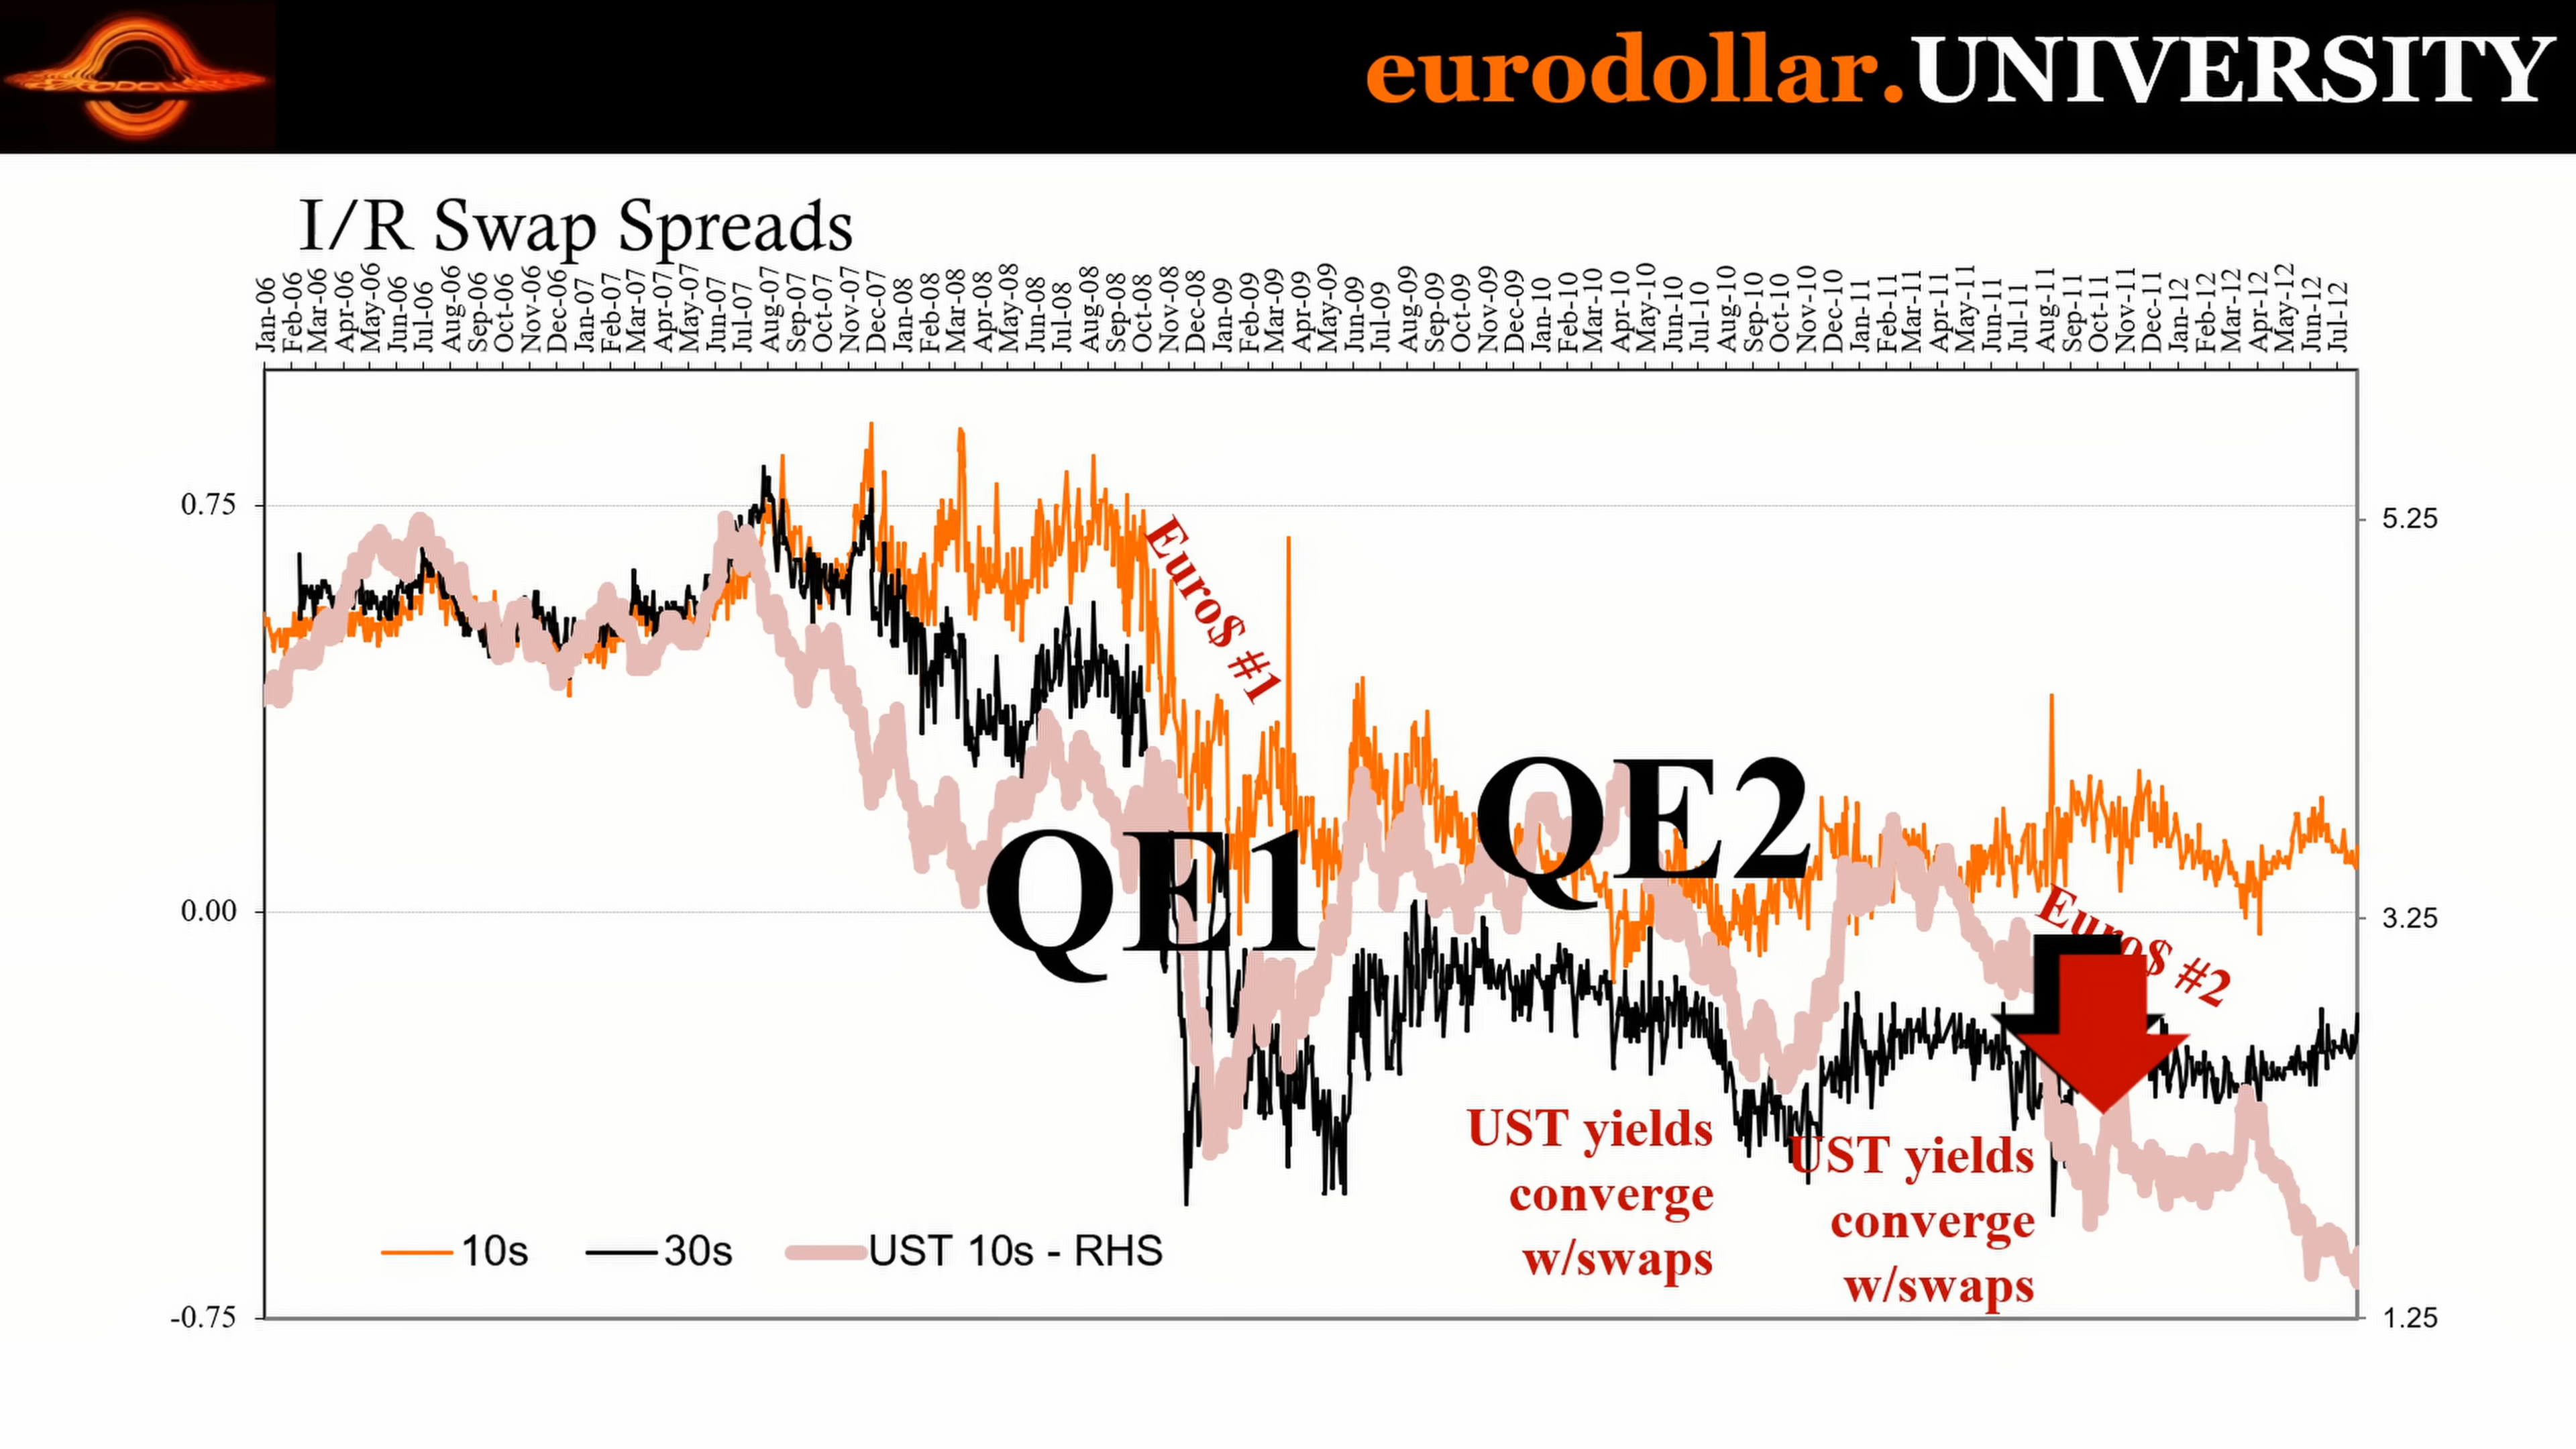 eurodollar.UNIVERSITY
I/R Swap Spreads
Jan-06
Feb-06
Mar-06
Apr-06
May-06
Jun-06
Jul-06
Aug-06
Sep-06
Oct-06
Nov-06
Dec-06
Jan-07
Feb-07
Mar-07
Apr-07
May-07
Jun-07
Jul-07
Aug-07
Sep-07
Oct-07
Nov-07
Dec-07
Jan-08
Feb-08
Mar-08
Apr-08
May-08
Jun-08
Jul-08
Aug-08
Sep-08
Oct-08
Nov-08
Dec-08
Jan-09
Feb-09
Mar-09
Apr-09
May-09
Jun-09
Jul-09
Aug-09
Sep-09
Oct-09
Nov-09
Dec-09
Jan-10
Feb-10
Mar-10
Apr-10
May-10
Jun-10
Jul-10
Aug-10
Sep-10
Oct-10
Nov-10
Dec-10
Jan-11
Feb-11
Mar-11
Apr-11
May-11
Jun-11
Jul-11
Aug-11
Sep-11
Oct-11
Nov-11
Dec-11
Jan-12
Feb-12
Mar-12
Apr-12
May-12
Jun-12
Jul-12
0.75
0.00
-0.75
5.25
3.25
1.25
Euro$ #1
QE1
QE2
Euro$ #2
UST yields
converge
w/swaps
UST yields
converge
w/swaps
10s
30s
UST 10s - RHS